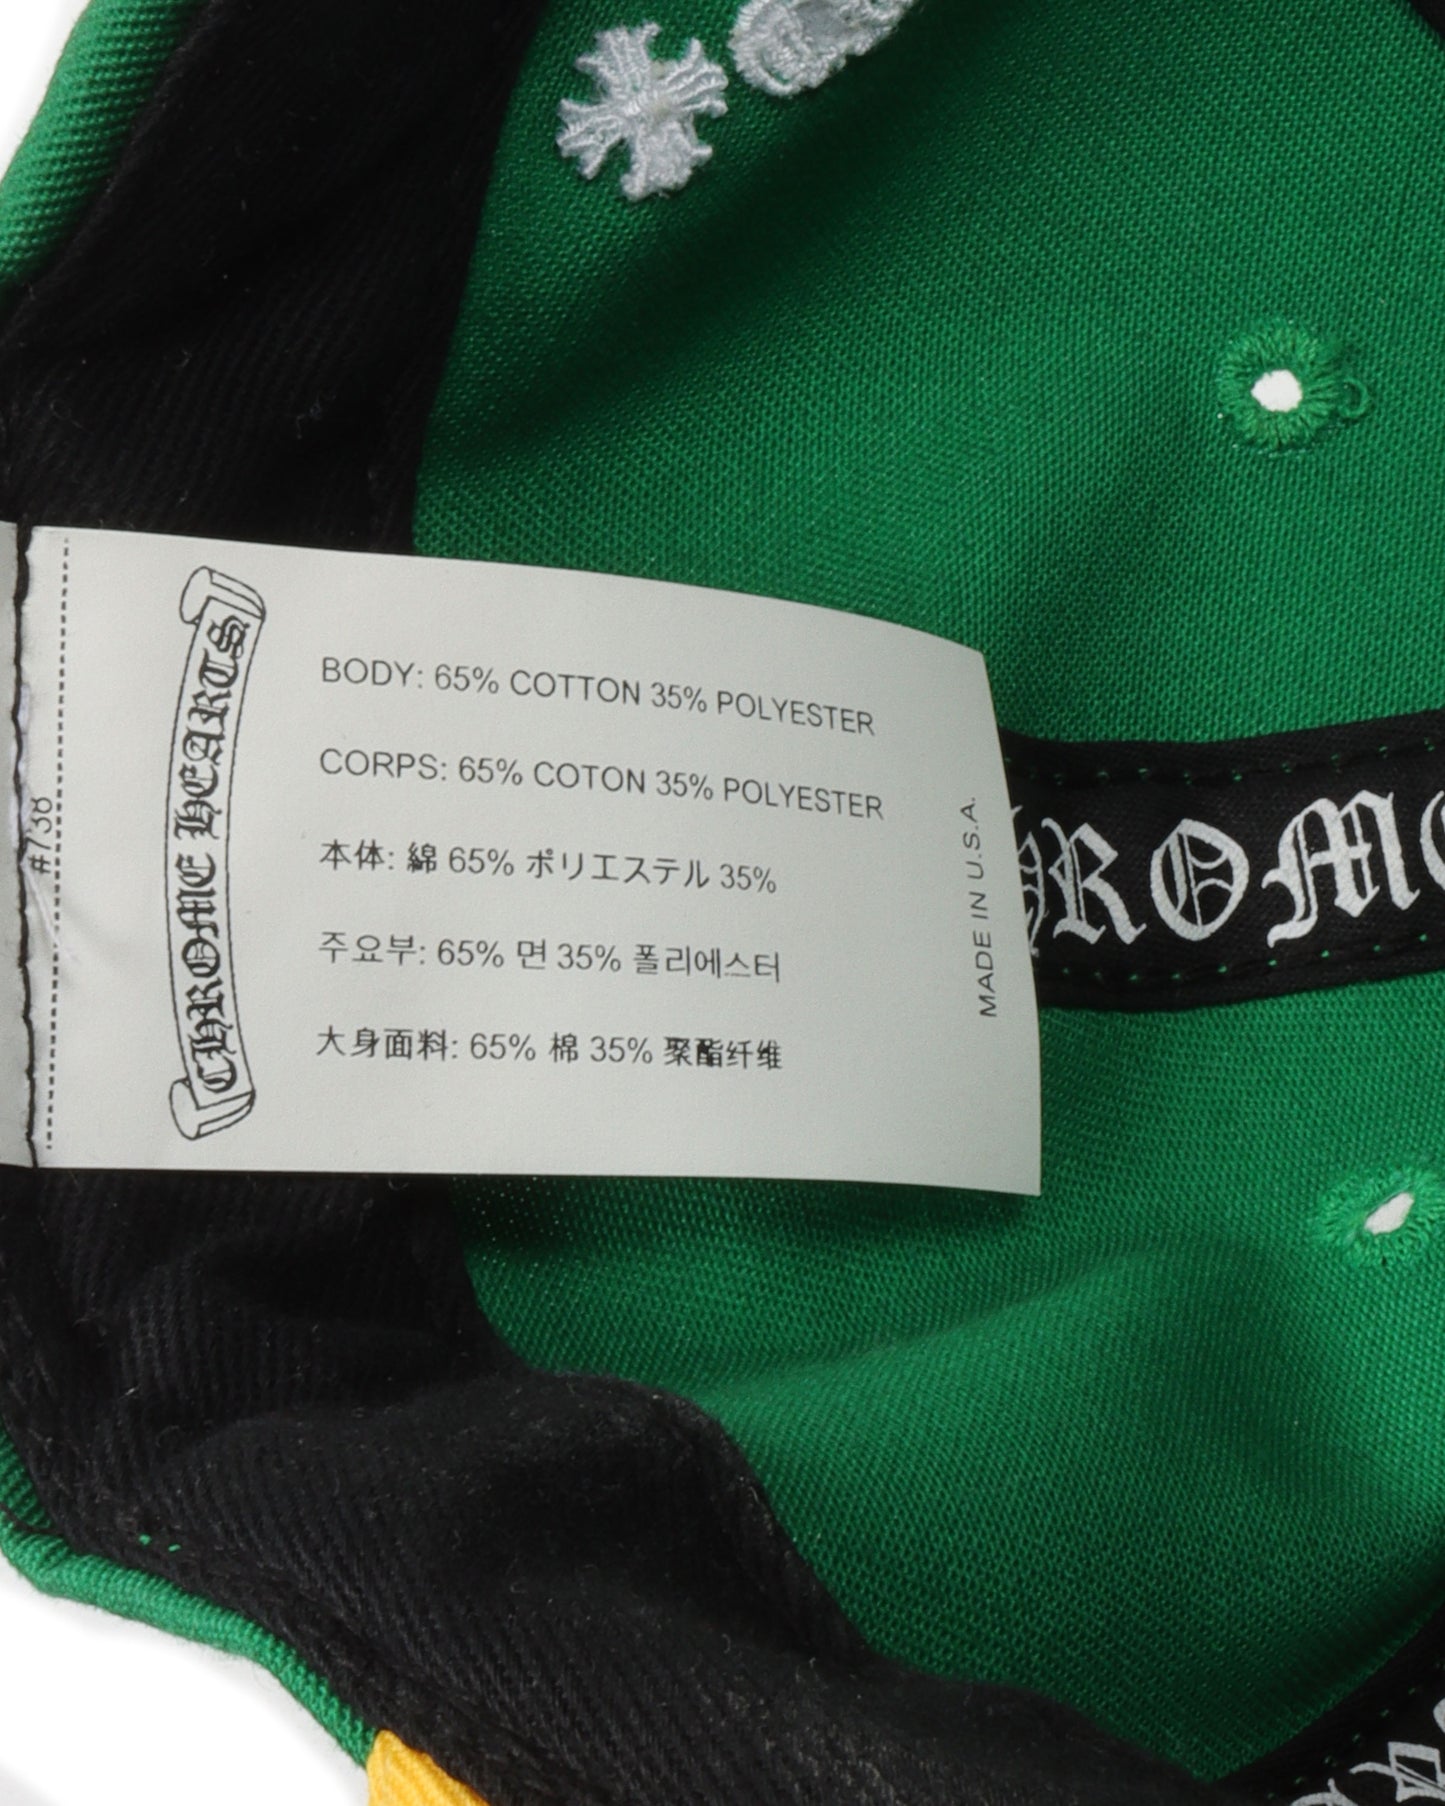 CHROME HEARTS
BODY: 65% COTTON 35% POLYESTER
CORPS: 65% COTON 35% POLYESTER
本体: 綿 65% ポリエステル 35%
주요부: 65% 면 35% 폴리에스터
大身面料: 65% 棉 35% 聚酯纤维
MADE IN U.S.A.
#738
HROME